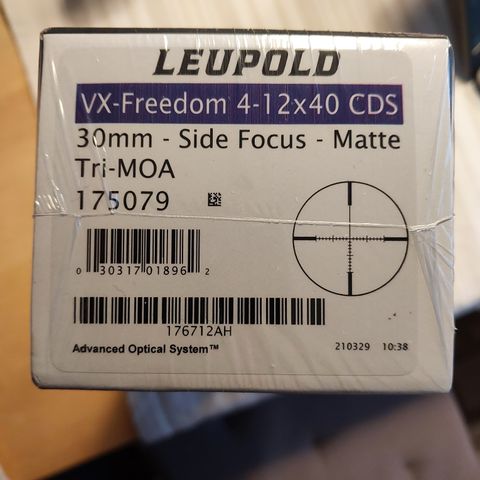 LEUPOLD
VX-Freedom 4-12x40 CDS
30mm - Side Focus - Matte
Tri-MOA
175079
0 30317 01896 2
176712AH
Advanced Optical System™
210329 10:38